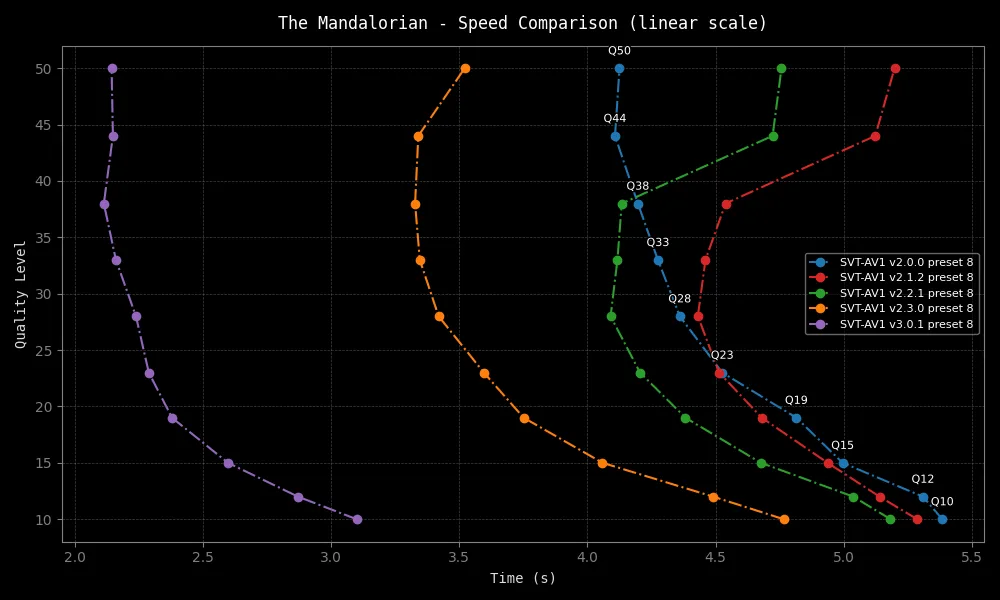 The Mandalorian - Speed Comparison (linear scale)
Quality Level
50
45
40
35
30
25
20
15
10
Q50
Q44
Q38
Q33
Q28
Q23
Q19
Q15
Q12
Q10
SVT-AV1 v2.0.0 preset 8
SVT-AV1 v2.1.2 preset 8
SVT-AV1 v2.2.1 preset 8
SVT-AV1 v2.3.0 preset 8
SVT-AV1 v3.0.1 preset 8
2.0 2.5 3.0 3.5 4.0 4.5 5.0 5.5
Time (s)